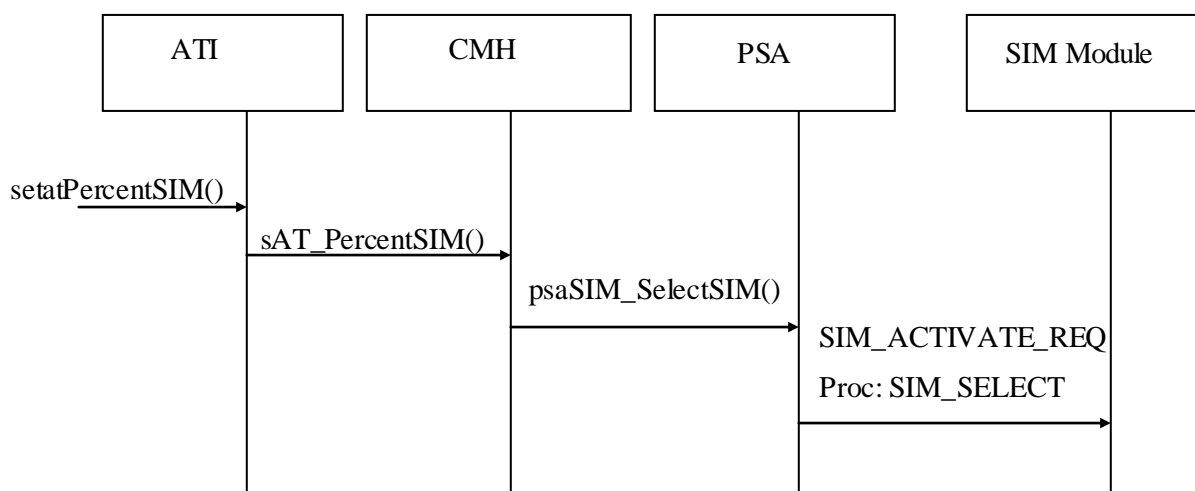 ATI
CMH
PSA
SIM Module
setatPercentSIM()
sAT_PercentSIM()
psaSIM_SelectSIM()
SIM_ACTIVATE_REQ
Proc: SIM_SELECT